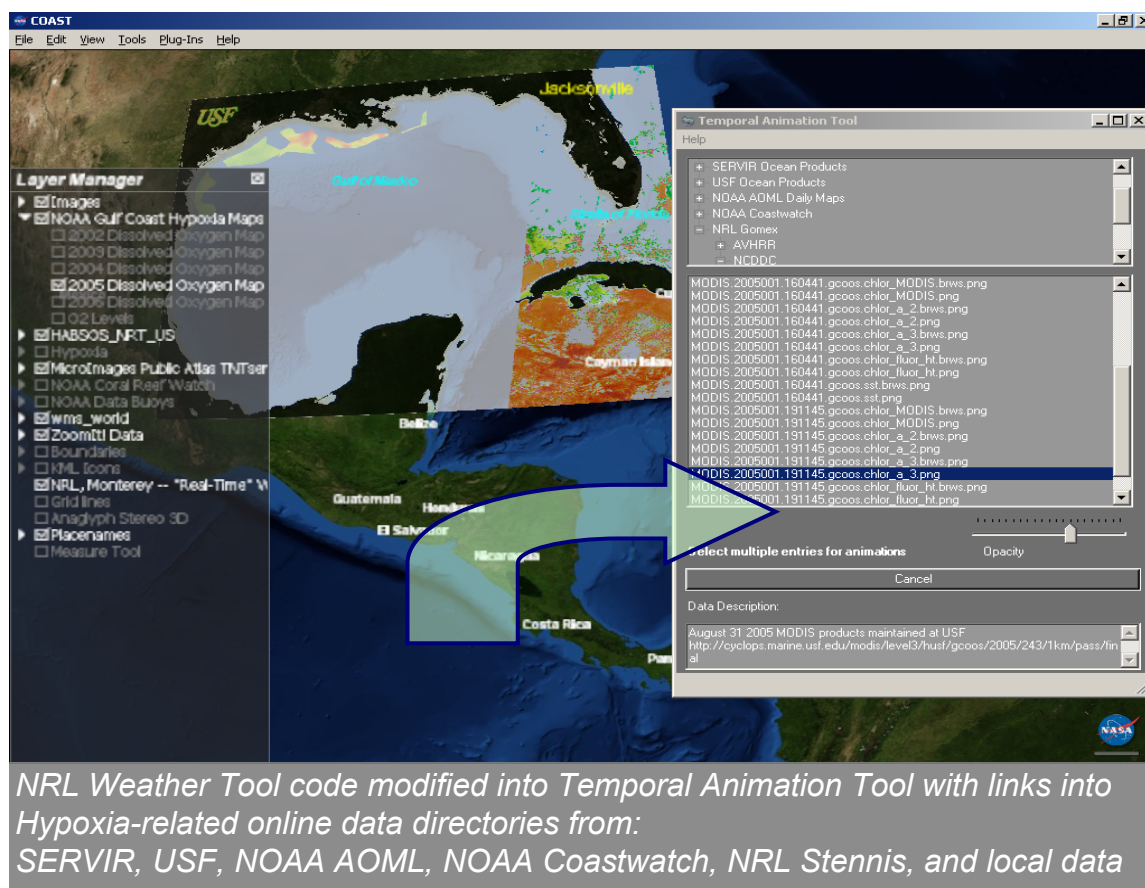 COAST
File Edit View Tools Plug-Ins Help
Jacksonville
USF
Gulf of Mexico
Straits of Florida
Cayman Islan
Belize
Guatemala
Hondu
El Salvador
Nicaragua
Costa Rica
Pan
Layer Manager
Images
NOAA Gulf Coast Hypoxia Maps
2002 Dissolved Oxygen Map
2003 Dissolved Oxygen Map
2004 Dissolved Oxygen Map
2005 Dissolved Oxygen Map
2006 Dissolved Oxygen Map
O2 Levels
HABSOS_NRT_US
Hypoxia
MicroImages Public Atlas TNTser
NOAA Coral Reef Watch
NOAA Data Buoys
wms_world
ZoomIt! Data
Boundaries
KML Icons
NRL, Monterey -- "Real-Time" W
Grid lines
Anaglyph Stereo 3D
Placenames
Measure Tool
Temporal Animation Tool
Help
SERVIR Ocean Products
USF Ocean Products
NOAA AOML Daily Maps
NOAA Coastwatch
NRL Gomex
AVHRR
NCDDC
MODIS.2005001.160441.gcoos.chlor_MODIS.brws.png
MODIS.2005001.160441.gcoos.chlor_MODIS.png
MODIS.2005001.160441.gcoos.chlor_a_2.brws.png
MODIS.2005001.160441.gcoos.chlor_a_2.png
MODIS.2005001.160441.gcoos.chlor_a_3.brws.png
MODIS.2005001.160441.gcoos.chlor_a_3.png
MODIS.2005001.160441.gcoos.chlor_fluor_ht.brws.png
MODIS.2005001.160441.gcoos.chlor_fluor_ht.png
MODIS.2005001.160441.gcoos.sst.brws.png
MODIS.2005001.160441.gcoos.sst.png
MODIS.2005001.191145.gcoos.chlor_MODIS.brws.png
MODIS.2005001.191145.gcoos.chlor_MODIS.png
MODIS.2005001.191145.gcoos.chlor_a_2.brws.png
MODIS.2005001.191145.gcoos.chlor_a_2.png
MODIS.2005001.191145.gcoos.chlor_a_3.brws.png
MODIS.2005001.191145.gcoos.chlor_a_3.png
MODIS.2005001.191145.gcoos.chlor_fluor_ht.brws.png
MODIS.2005001.191145.gcoos.chlor_fluor_ht.png
Select multiple entries for animations
Opacity
Cancel
Data Description:
August 31 2005 MODIS products maintained at USF
http://cyclops.marine.usf.edu/modis/level3/husf/gcoos/2005/243/1km/pass/fin
al
NASA
NRL Weather Tool code modified into Temporal Animation Tool with links into
Hypoxia-related online data directories from:
SERVIR, USF, NOAA AOML, NOAA Coastwatch, NRL Stennis, and local data